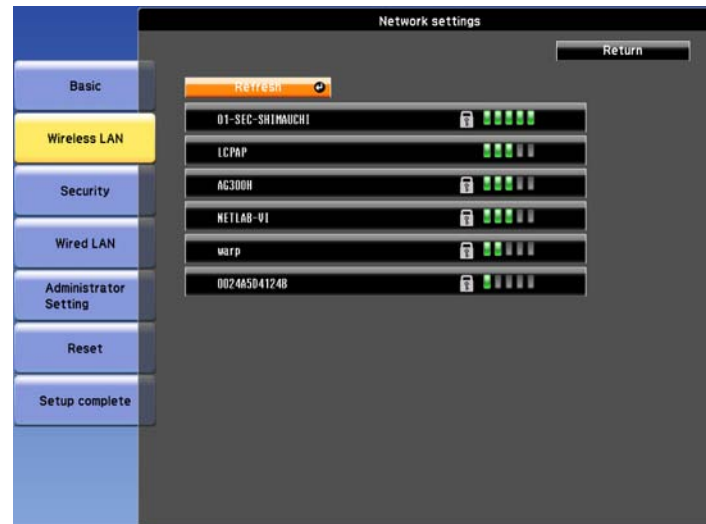 Network settings
Return
Basic
Wireless LAN
Security
Wired LAN
Administrator
Setting
Reset
Setup complete
Refresh
01-SEC-SHIMAUCHI
LCPAP
AG300H
NETLAB-VI
warp
0024A5D4124B